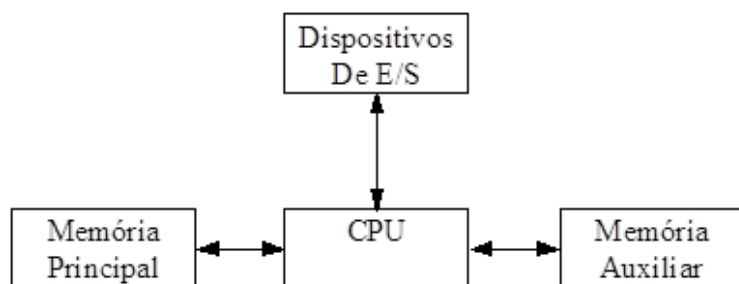 Dispositivos
De E/S
Memória
Principal
CPU
Memória
Auxiliar